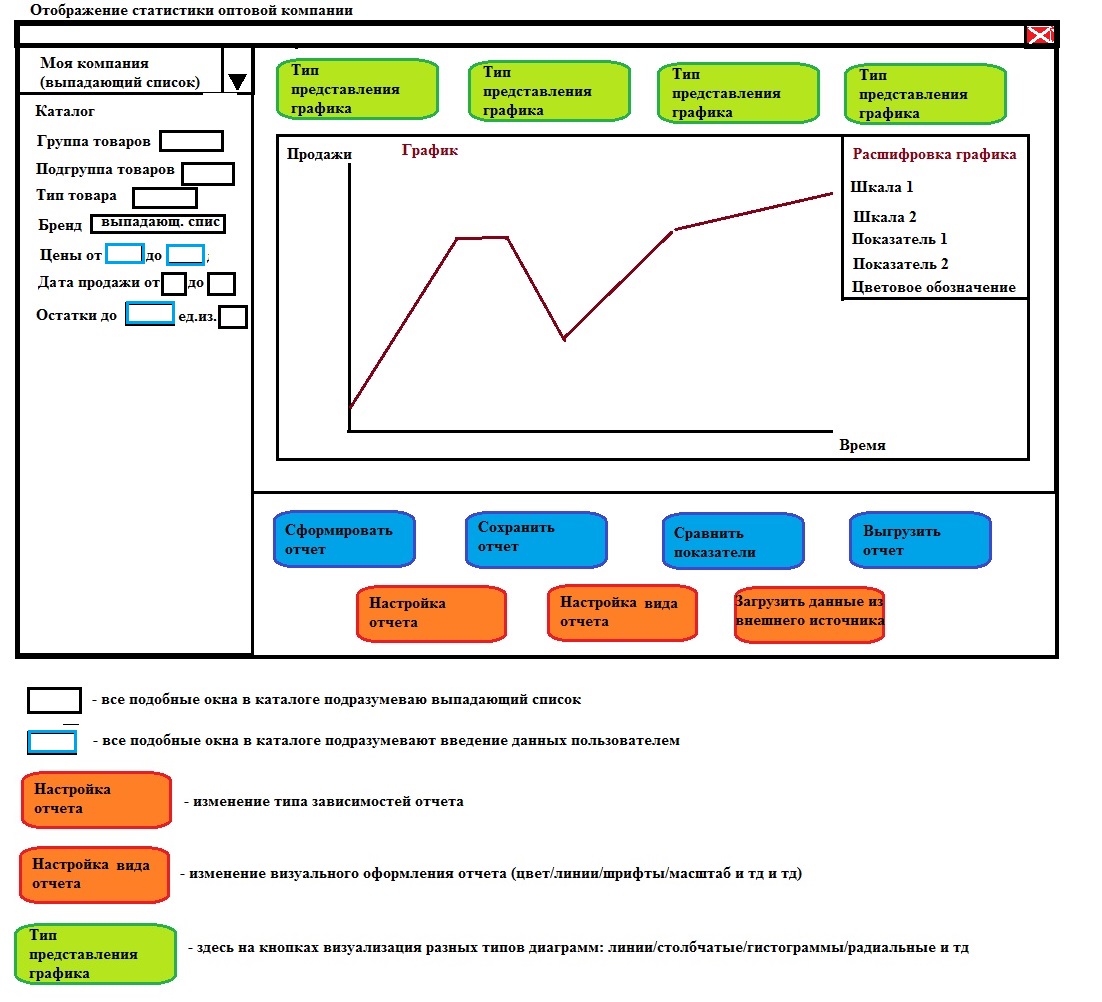 Отображение статистики оптовой компании
Моя компания
(выпадающий список)
Каталог
Группа товаров
Подгруппа товаров
Тип товара
Бренд выпадающ. спис
Цены от до ;
Дата продажи от до
Остатки до ед.из.
Тип
представления
графика
Тип
представления
графика
Тип
представления
графика
Тип
представления
графика
Продажи
График
Время
Расшифровка графика
Шкала 1
Шкала 2
Показатель 1
Показатель 2
Цветовое обозначение
Сформировать
отчет
Сохранить
отчет
Сравнить
показатели
Выгрузить
отчет
Настройка
отчета
Настройка вида
отчета
Загрузить данные из
внешнего источника
- все подобные окна в каталоге подразумеваю выпадающий список
- все подобные окна в каталоге подразумевают введение данных пользователем
Настройка
отчета
- изменение типа зависимостей отчета
Настройка вида
отчета
- изменение визуального оформления отчета (цвет/линии/шрифты/масштаб и тд и тд)
Тип
представления
графика
- здесь на кнопках визуализация разных типов диаграмм: линии/столбчатые/гистограммы/радиальные и тд